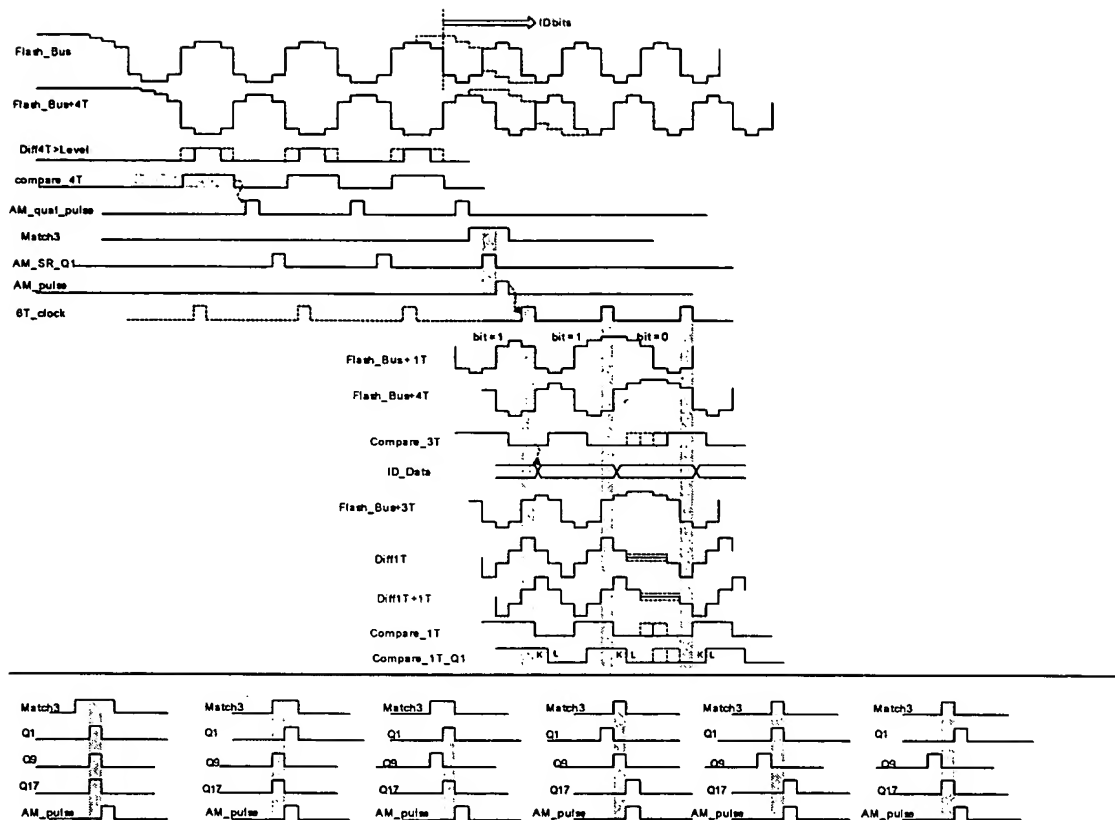 IDbits
Flash_Bus
Flash_Bus+4T
Diff4T>Level
compare_4T
AM_qual_pulse
Match3
AM_SR_Q1
AM_pulse
6T_clock
bit=1 bit=1 bit=0
Flash_Bus+1T
Flash_Bus+4T
Compare_3T
ID_Data
Flash_Bus+3T
Diff1T
Diff1T+1T
Compare_1T
Compare_1T_Q1 K L K L K L
Match3 Match3 Match3 Match3 Match3 Match3
Q1 Q1 Q1 Q1 Q1 Q1
Q9 Q9 Q9 Q9 Q9 Q9
Q17 Q17 Q17 Q17 Q17 Q17
AM_pulse AM_pulse AM_pulse AM_pulse AM_pulse AM_pulse